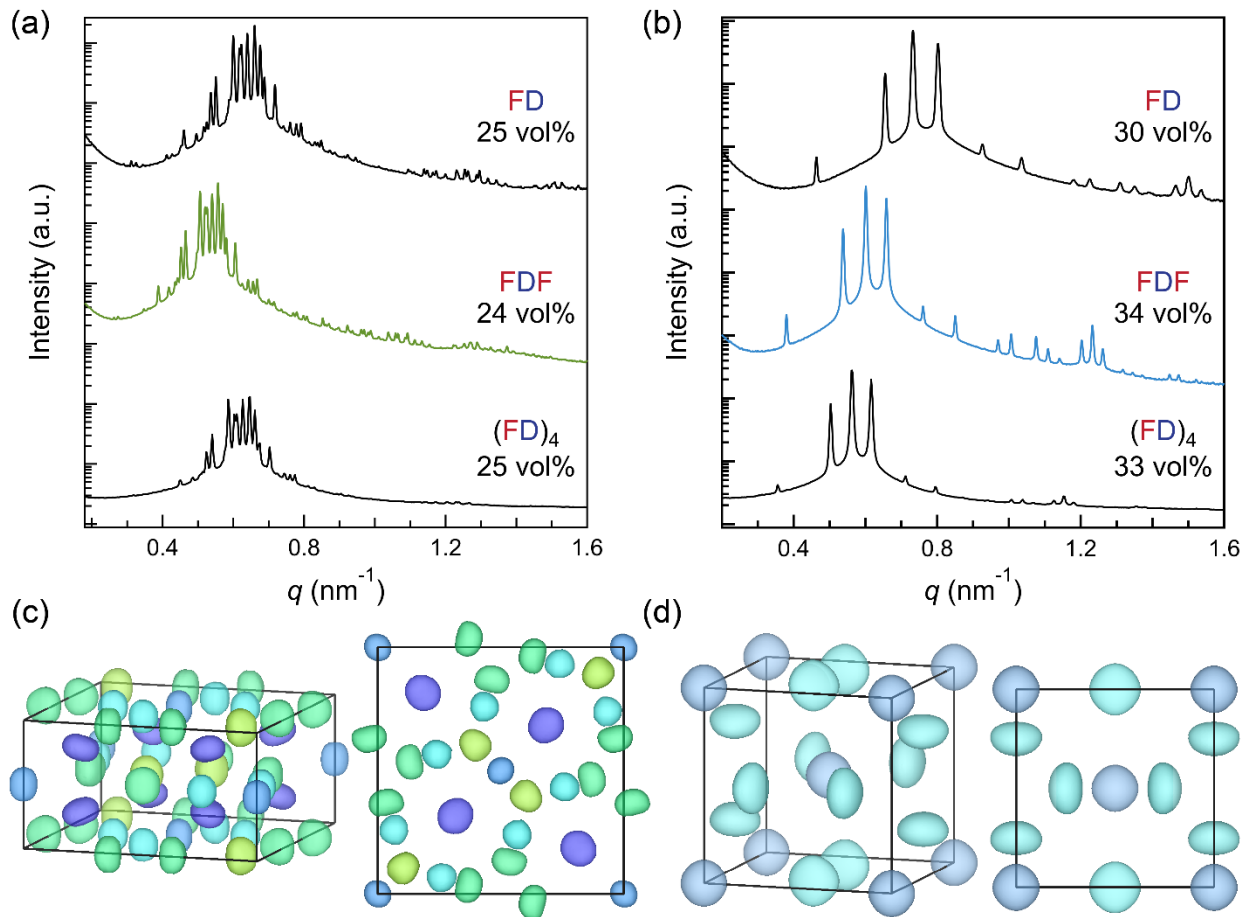 (a)
Intensity (a.u.)
FD
25 vol%
FDF
24 vol%
(FD)₄
25 vol%
0.4
0.8
1.2
1.6
q (nm⁻¹)
(b)
Intensity (a.u.)
FD
30 vol%
FDF
34 vol%
(FD)₄
33 vol%
0.4
0.8
1.2
1.6
q (nm⁻¹)
(c)
(d)